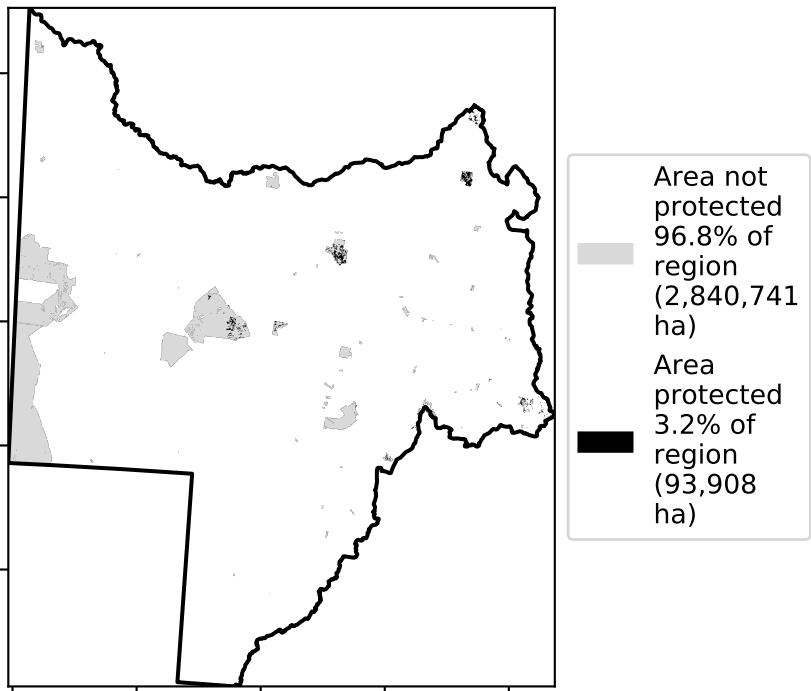 Area not
protected
96.8% of
region
(2,840,741
ha)
Area
protected
3.2% of
region
(93,908
ha)